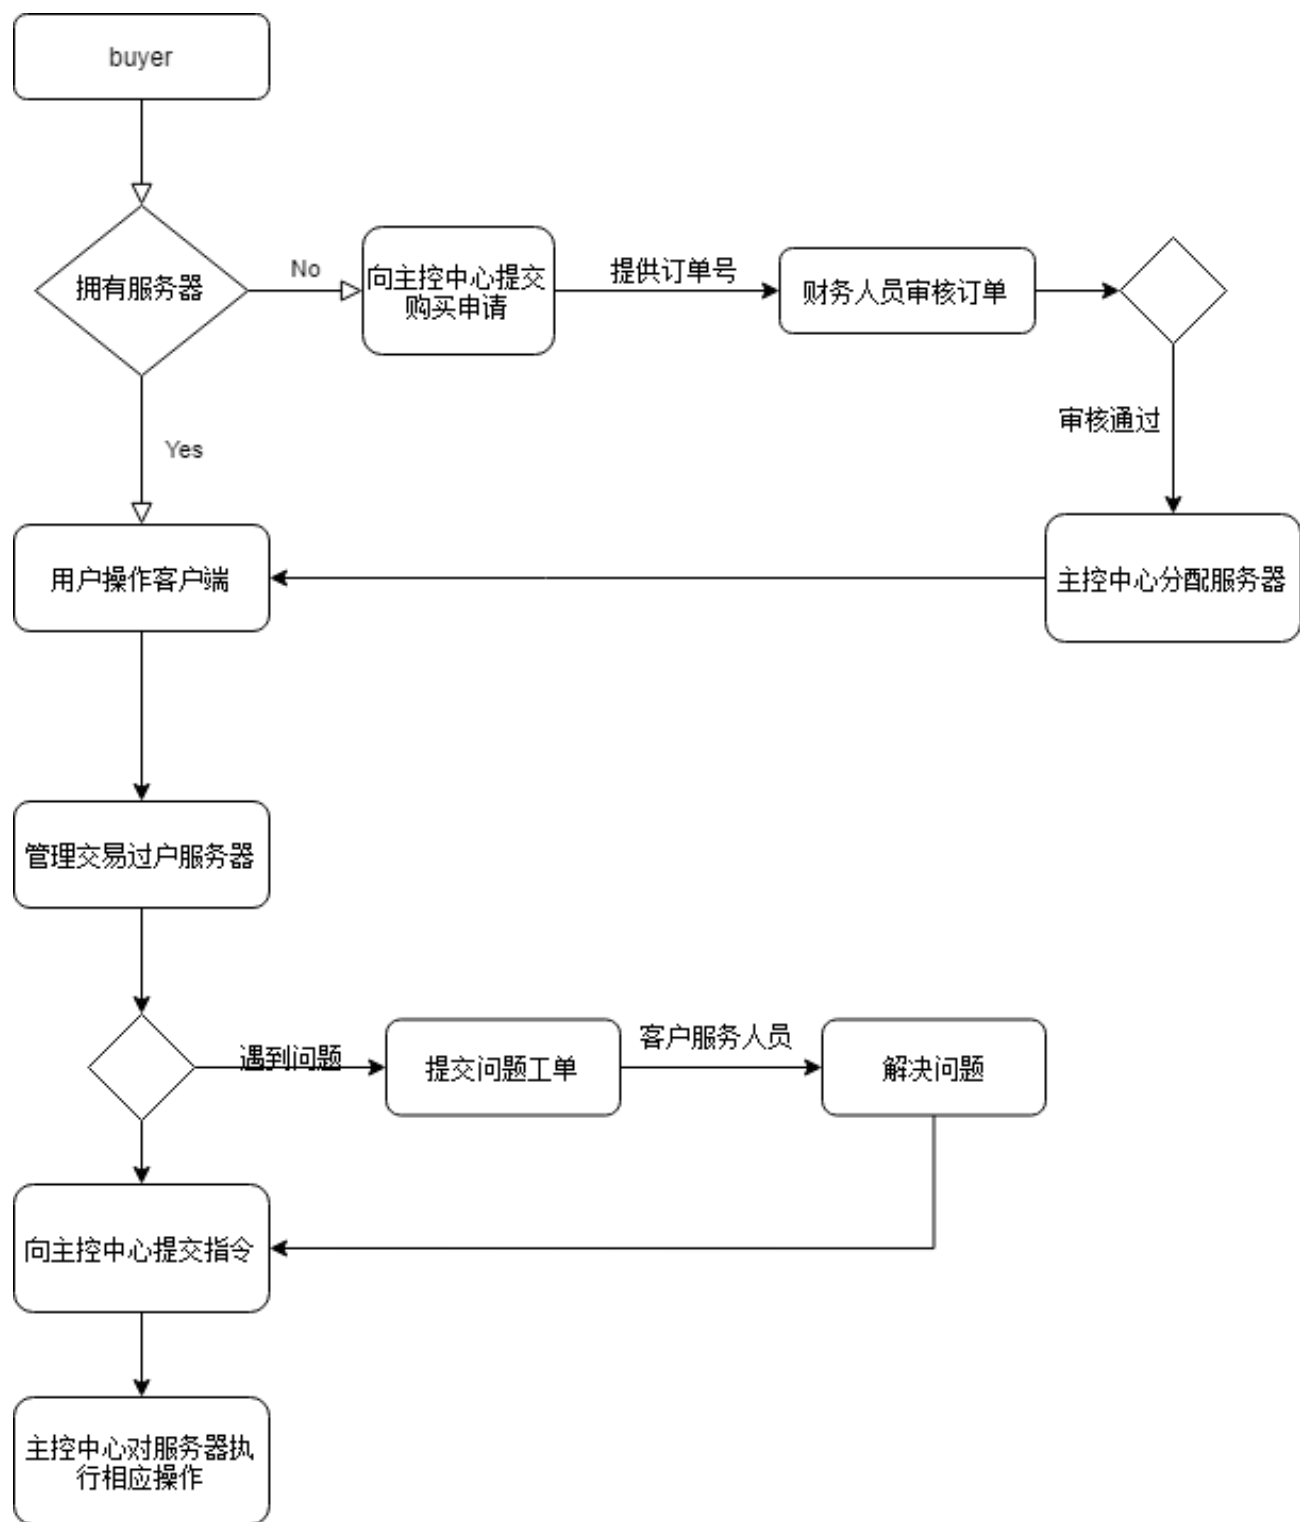 buyer
拥有服务器
No
向主控中心提交
购买申请
提供订单号
财务人员审核订单
审核通过
Yes
用户操作客户端
主控中心分配服务器
管理交易过户服务器
遇到问题
提交问题工单
客户服务人员
解决问题
向主控中心提交指令
主控中心对服务器执
行相应操作